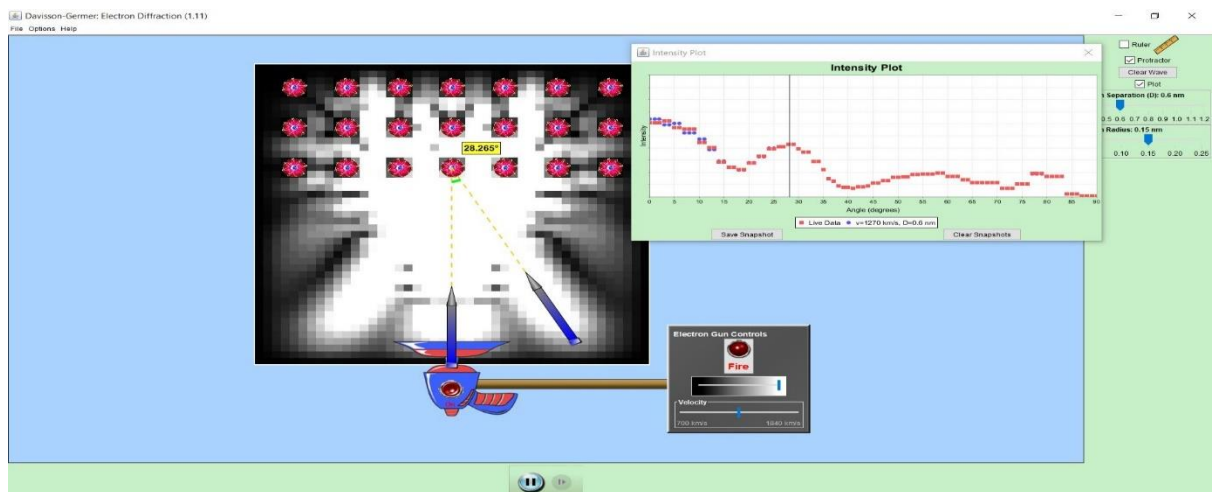 Davisson-Germer: Electron Diffraction (1.11)
File Options Help
Intensity Plot
Intensity Plot
Intensity
0 5 10 15 20 25 30 35 40 45 50 55 60 65 70 75 80 85 90
Angle (degrees)
Live Data v=1270 km/s, D=0.6 nm
Save Snapshot Clear Snapshots
Ruler
Protractor
Clear Wave
Plot
Separation (D): 0.6 nm
0.5 0.6 0.7 0.8 0.9 1.0 1.1 1.2
Radius: 0.15 nm
0.10 0.15 0.20 0.25
28.265°
Electron Gun Controls
Fire
Velocity
700 km/s